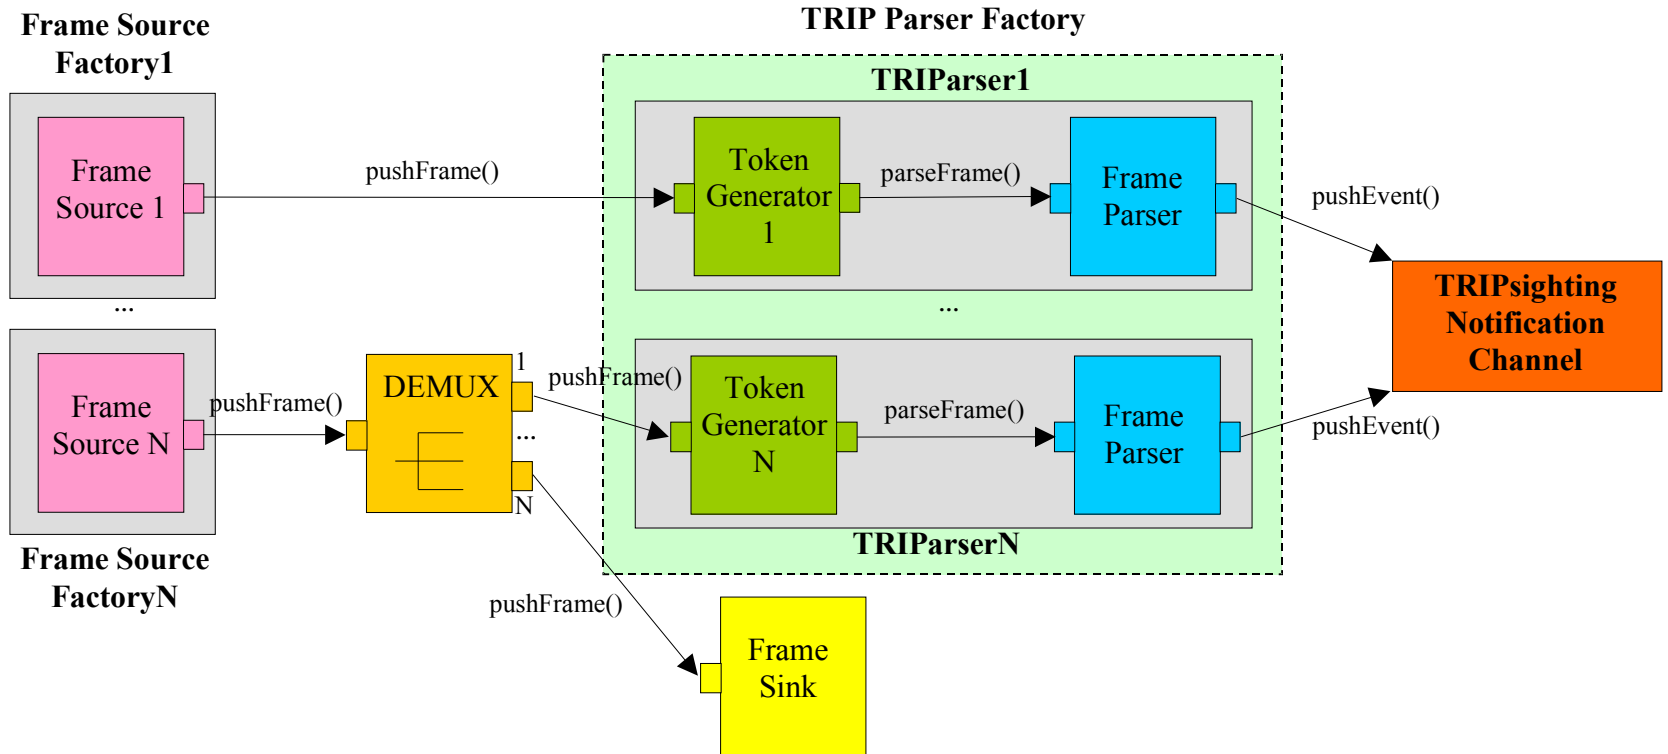 Frame Source
Factory1
TRIP Parser Factory
TRIParser1
Frame
Source 1
pushFrame()
Token
Generator
1
parseFrame()
Frame
Parser
pushEvent()
...
...
TRIPsighting
Notification
Channel
Frame
Source N
pushFrame()
DEMUX
1
...
N
pushFrame()
Token
Generator
N
parseFrame()
Frame
Parser
pushEvent()
TRIParserN
Frame Source
FactoryN
pushFrame()
Frame
Sink